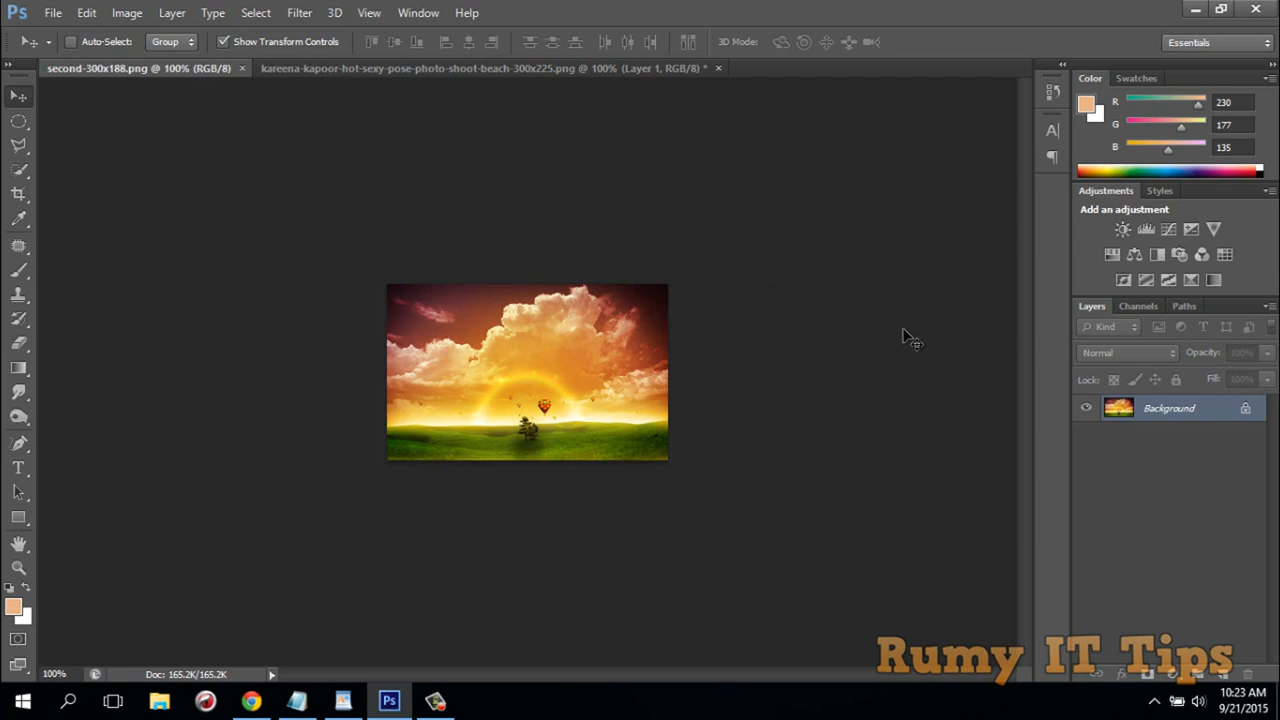 Ps File Edit Image Layer Type Select Filter 3D View Window Help
Auto-Select: Group Show Transform Controls 3D Mode: Essentials
second-300x188.png @ 100% (RGB/8) × kareena-kapoor-hot-sexy-pose-photo-shoot-beach-300x225.png @ 100% (Layer 1, RGB/8) * ×
Color Swatches
R 230
G 177
B 135
Adjustments Styles
Add an adjustment
Layers Channels Paths
Kind
Normal Opacity: 100%
Lock: Fill: 100%
Background
Rumy IT Tips
100% Doc: 165.2K/165.2K
Ps
10:23 AM
9/21/2015